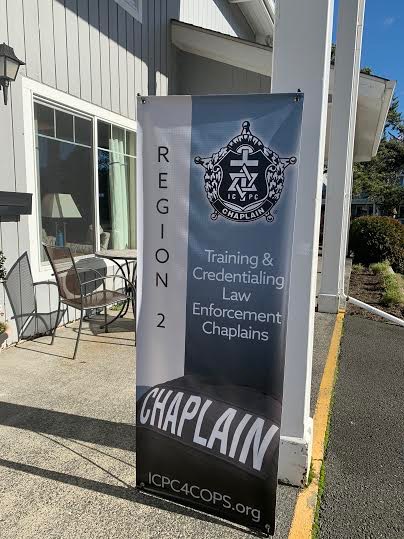 REGION 2
ICPC
CHAPLAIN
Training &
Credentialing
Law
Enforcement
Chaplains
CHAPLAIN
ICPC4COPS.org